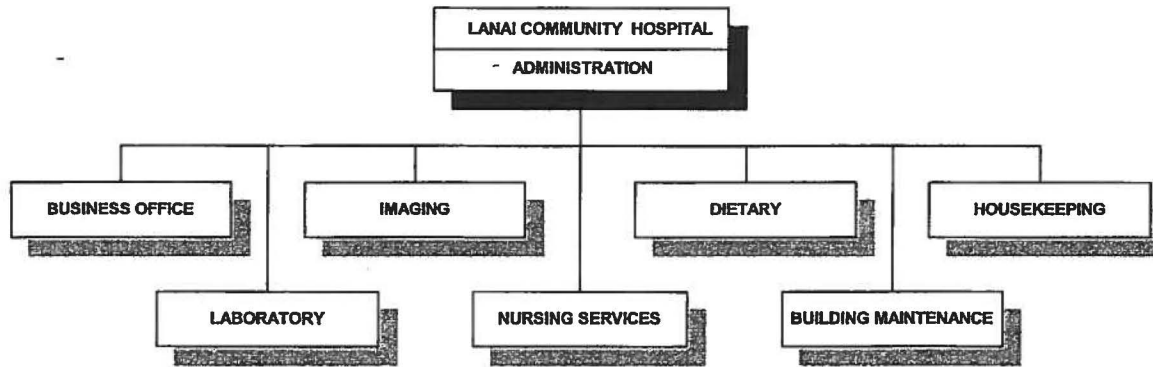 LANAI COMMUNITY HOSPITAL
ADMINISTRATION
BUSINESS OFFICE
IMAGING
DIETARY
HOUSEKEEPING
LABORATORY
NURSING SERVICES
BUILDING MAINTENANCE